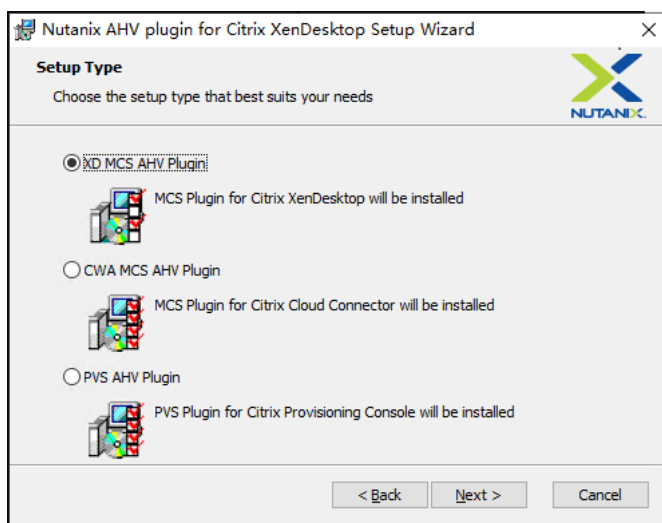 Nutanix AHV plugin for Citrix XenDesktop Setup Wizard
Setup Type
Choose the setup type that best suits your needs
NUTANIX.
XD MCS AHV Plugin
MCS Plugin for Citrix XenDesktop will be installed
CWA MCS AHV Plugin
MCS Plugin for Citrix Cloud Connector will be installed
PVS AHV Plugin
PVS Plugin for Citrix Provisioning Console will be installed
< Back Next > Cancel